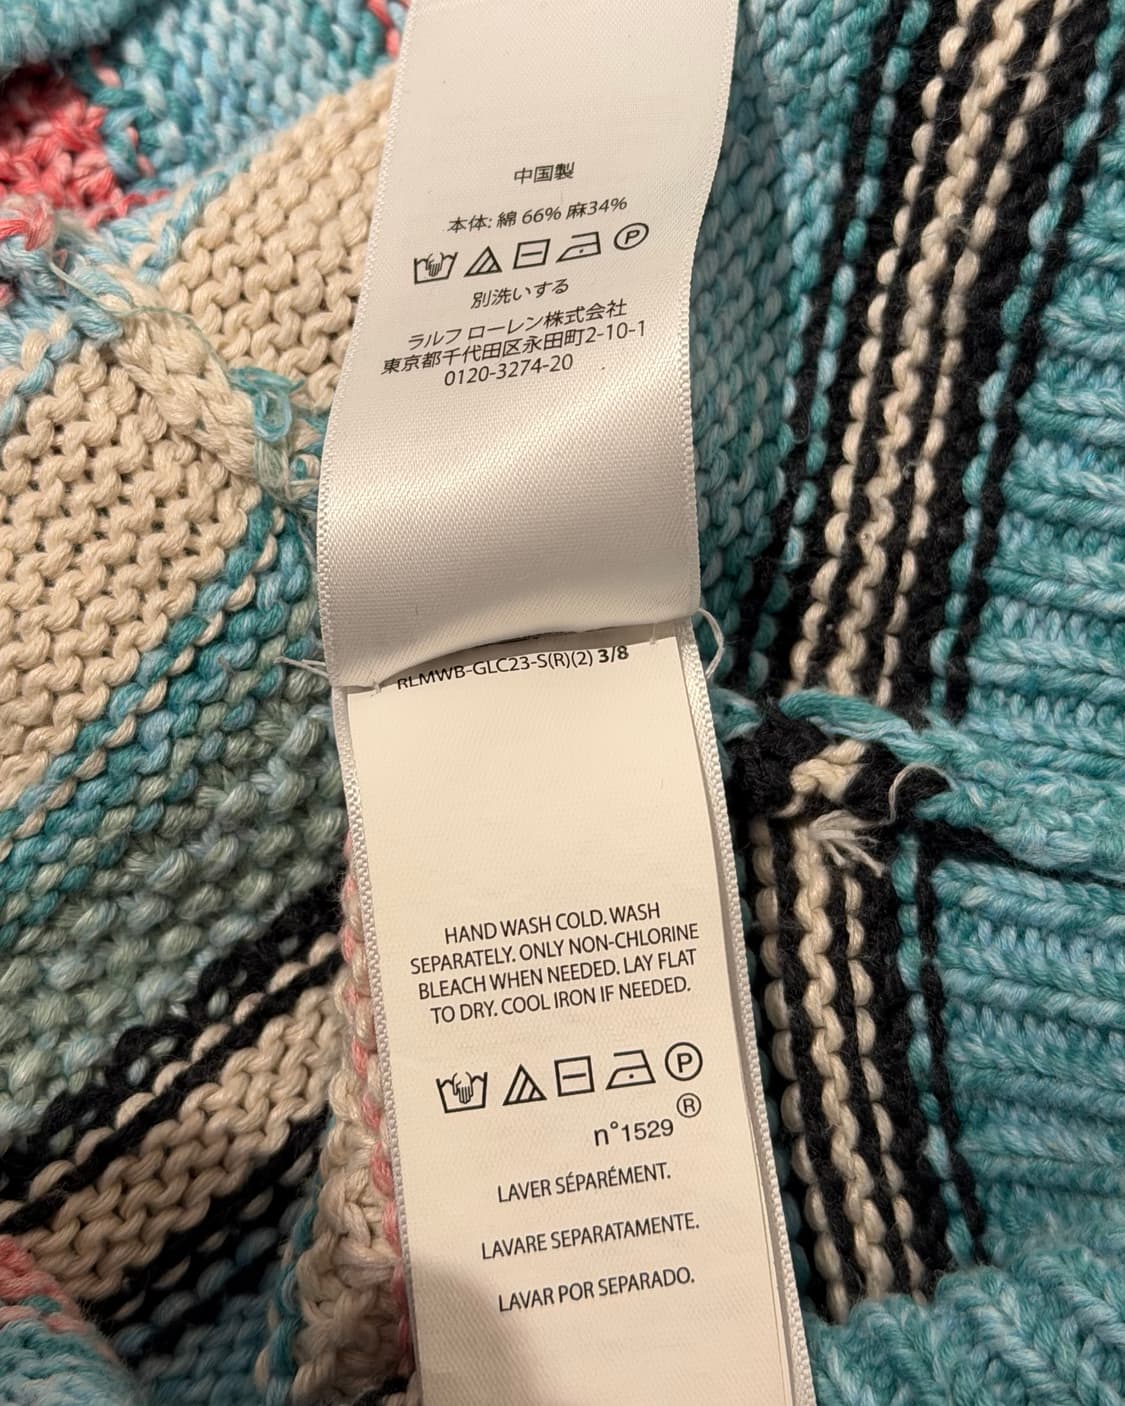 中国製
本体: 綿 66% 麻34%
P
別洗いする
ラルフ ローレン株式会社
東京都千代田区永田町2-10-1
0120-3274-20
RLMWB-GLC23-S(R)(2) 3/8
HAND WASH COLD. WASH
SEPARATELY. ONLY NON-CHLORINE
BLEACH WHEN NEEDED. LAY FLAT
TO DRY. COOL IRON IF NEEDED.
P
n°1529 ®
LAVER SÉPARÉMENT.
LAVARE SEPARATAMENTE.
LAVAR POR SEPARADO.